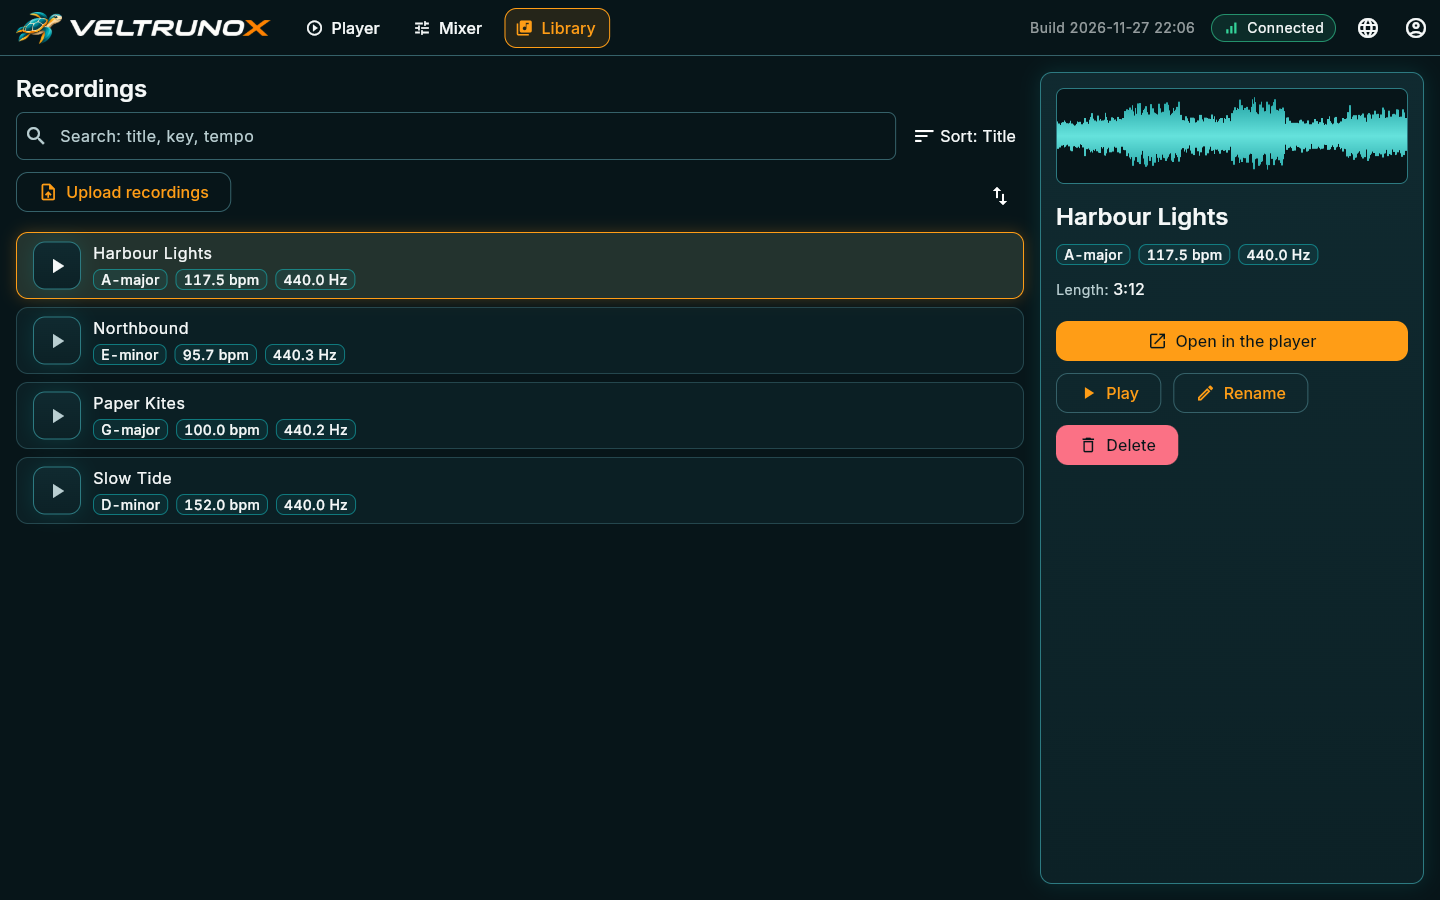 VELTRUNOX Player Mixer Library Build 2026-11-27 22:06 Connected
Recordings
Search: title, key, tempo
Sort: Title
Upload recordings
Harbour Lights
A-major 117.5 bpm 440.0 Hz
Northbound
E-minor 95.7 bpm 440.3 Hz
Paper Kites
G-major 100.0 bpm 440.2 Hz
Slow Tide
D-minor 152.0 bpm 440.0 Hz
Harbour Lights
A-major 117.5 bpm 440.0 Hz
Length: 3:12
Open in the player
Play Rename
Delete